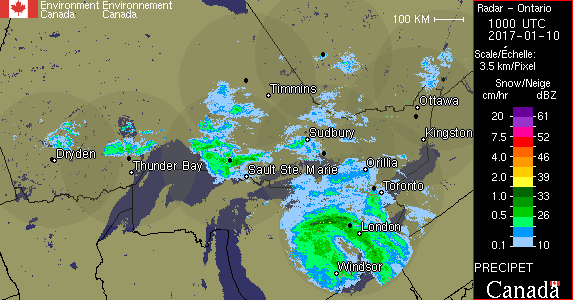 Environment Environnement
Canada Canada
100 KM
Timmins
Ottawa
Sudbury
Kingston
Dryden
Thunder Bay
Orillia
Sault Ste. Marie
Toronto
London
Windsor
Radar - Ontario
1000 UTC
2017-01-10
Scale/Échelle:
3.5 km/Pixel
Snow/Neige
cm/hr dBZ
20 61
7.5 52
4.0 46
2.0 39
1.0 33
0.5 26
0.1 10
PRECIPET
Canada